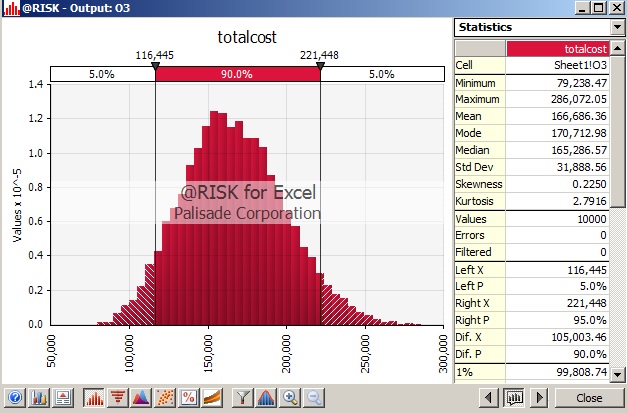 @RISK - Output: O3
totalcost
116,445 221,448
5.0% 90.0% 5.0%
1.4
1.2
1.0
0.8
0.6
0.4
0.2
0.0
Values x 10^-5
@RISK for Excel
Palisade Corporation
50,000 100,000 150,000 200,000 250,000 300,000
Statistics
totalcost
Cell Sheet1!O3
Minimum 79,238.47
Maximum 286,072.05
Mean 166,686.36
Mode 170,712.98
Median 165,286.57
Std Dev 31,888.56
Skewness 0.2250
Kurtosis 2.7916
Values 10000
Errors 0
Filtered 0
Left X 116,445
Left P 5.0%
Right X 221,448
Right P 95.0%
Dif. X 105,003.46
Dif. P 90.0%
1% 99,808.74
Close